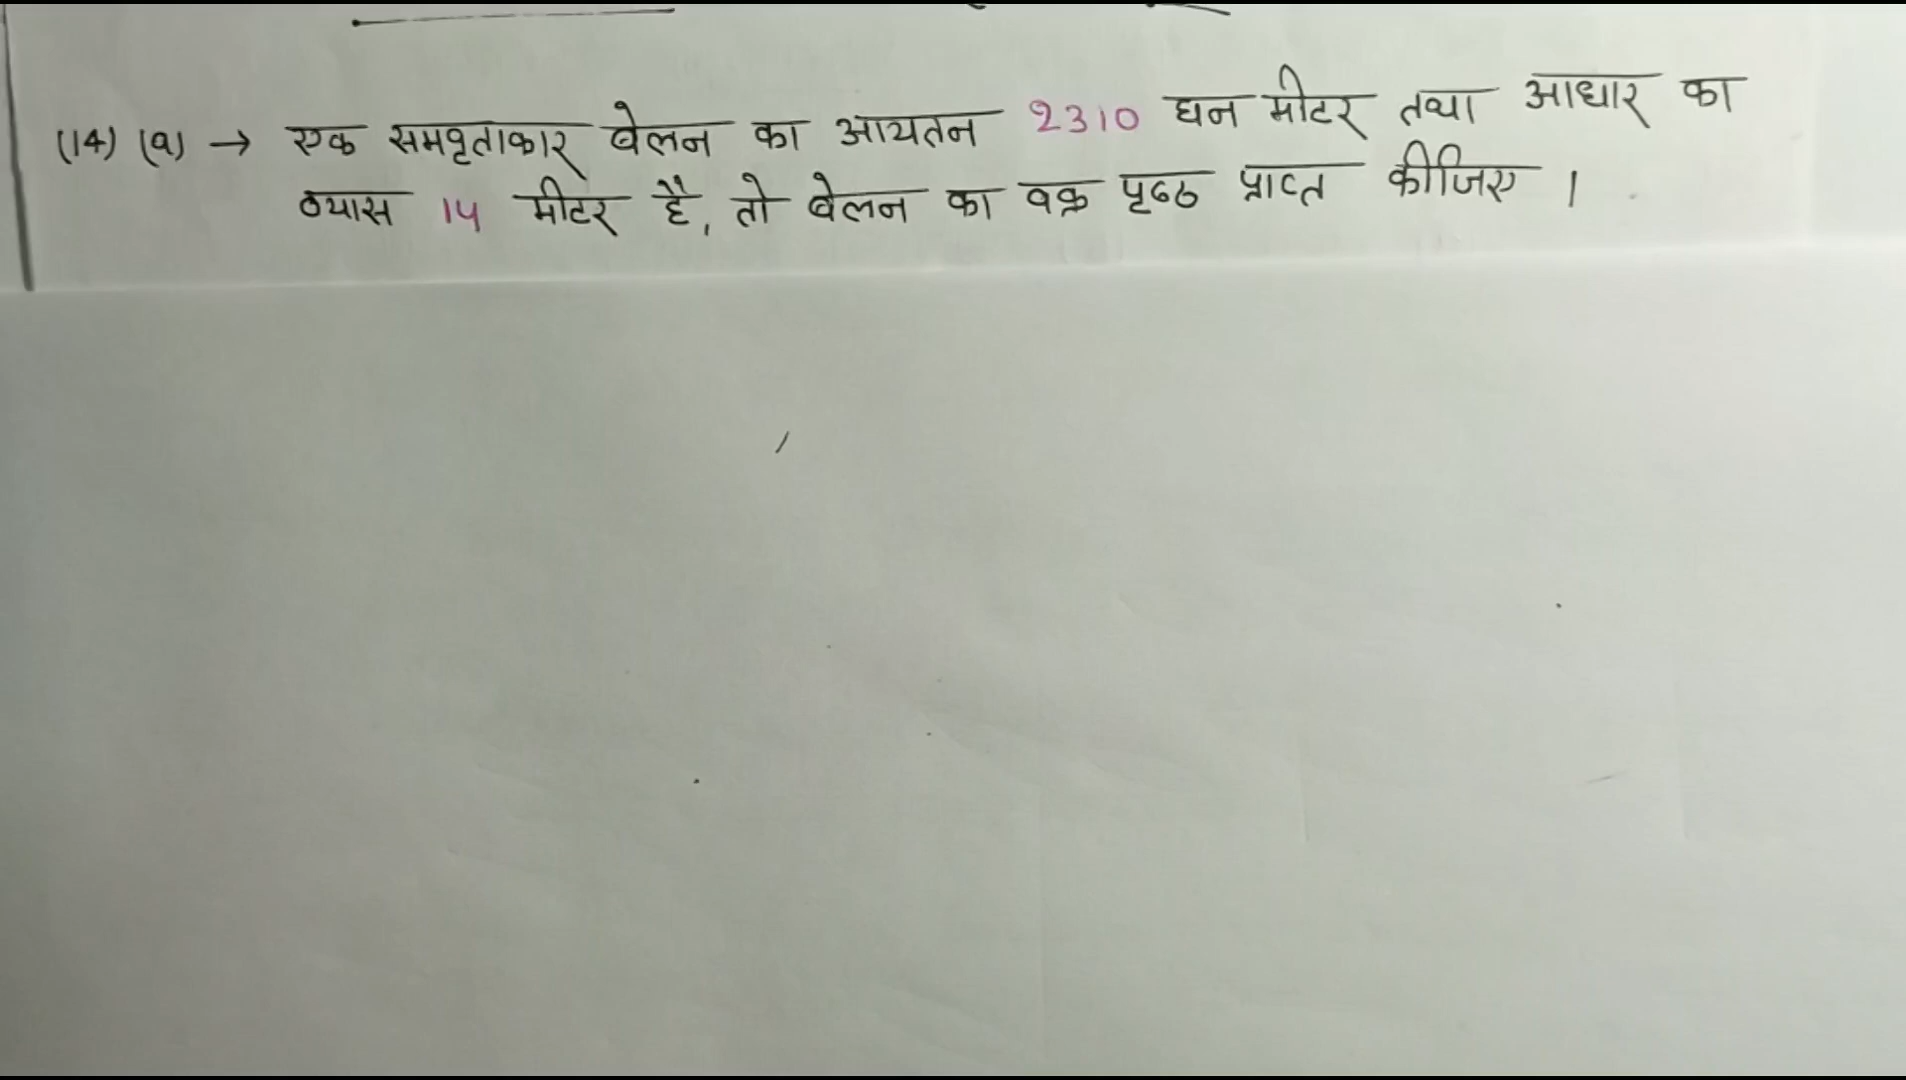 (14) (a) → एक समवृताकार बेलन का आयतन 2310 घन मीटर तथा आधार का
व्यास 14 मीटर है, तो बेलन का वक्र पृष्ठ प्राप्त कीजिए ।